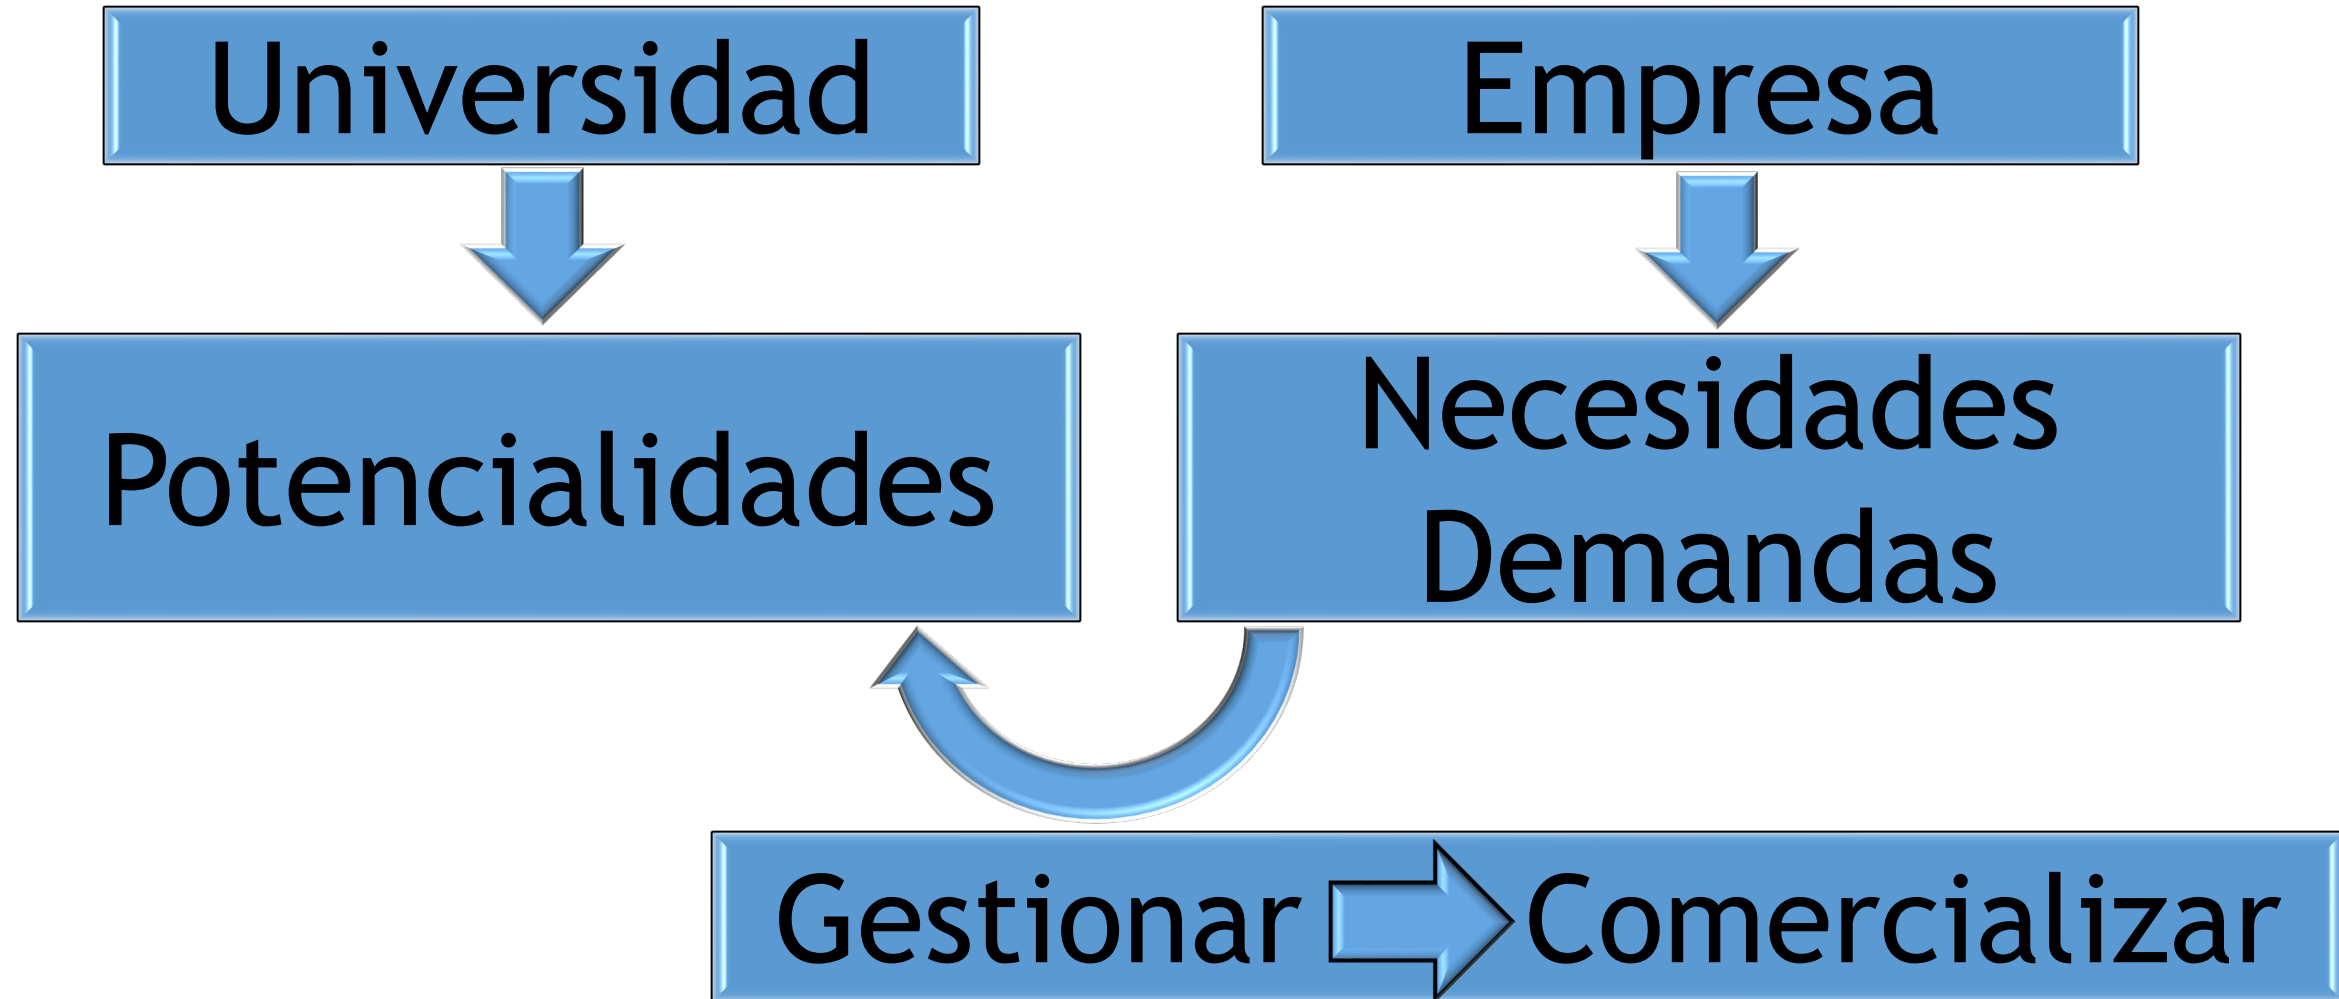 Universidad
Empresa
Potencialidades
Necesidades
Demandas
Gestionar Comercializar